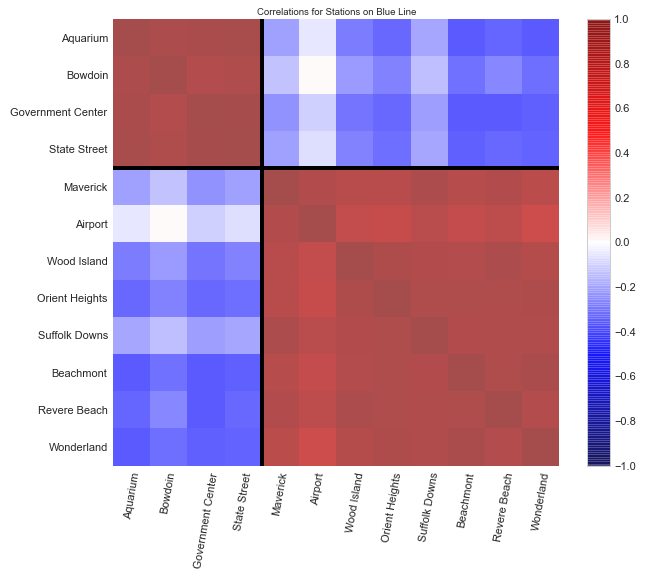 Correlations for Stations on Blue Line
Aquarium
Bowdoin
Government Center
State Street
Maverick
Airport
Wood Island
Orient Heights
Suffolk Downs
Beachmont
Revere Beach
Wonderland
Aquarium
Bowdoin
Government Center
State Street
Maverick
Airport
Wood Island
Orient Heights
Suffolk Downs
Beachmont
Revere Beach
Wonderland
1.0
0.8
0.6
0.4
0.2
0.0
−0.2
−0.4
−0.6
−0.8
−1.0